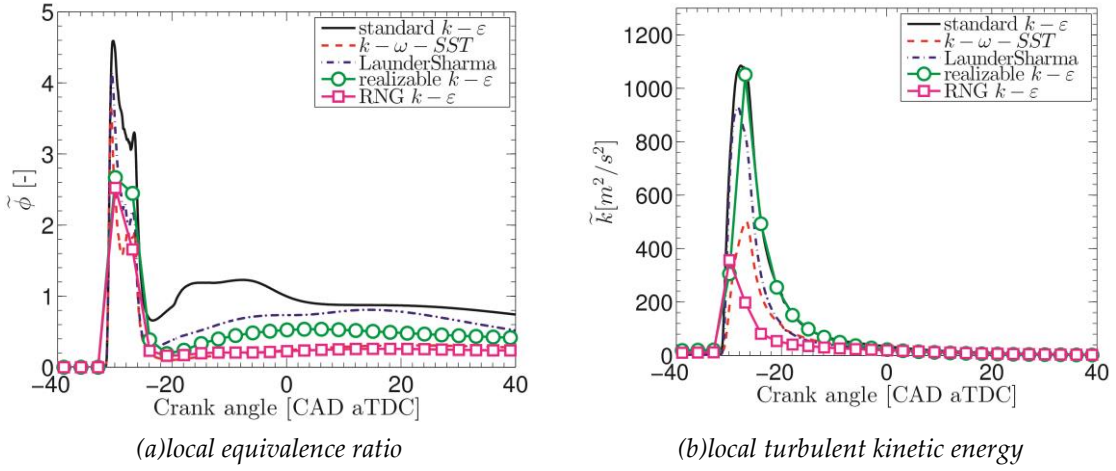 standard k − ε
k − ω − SST
LaunderSharma
realizable k − ε
RNG k − ε
5
4
3
2
1
0
ϕ̃ [-]
−40 −20 0 20 40
Crank angle [CAD aTDC]
(a)local equivalence ratio
standard k − ε
k − ω − SST
LaunderSharma
realizable k − ε
RNG k − ε
1200
1000
800
600
400
200
0
k̃[m²/s²]
−40 −20 0 20 40
Crank angle [CAD aTDC]
(b)local turbulent kinetic energy